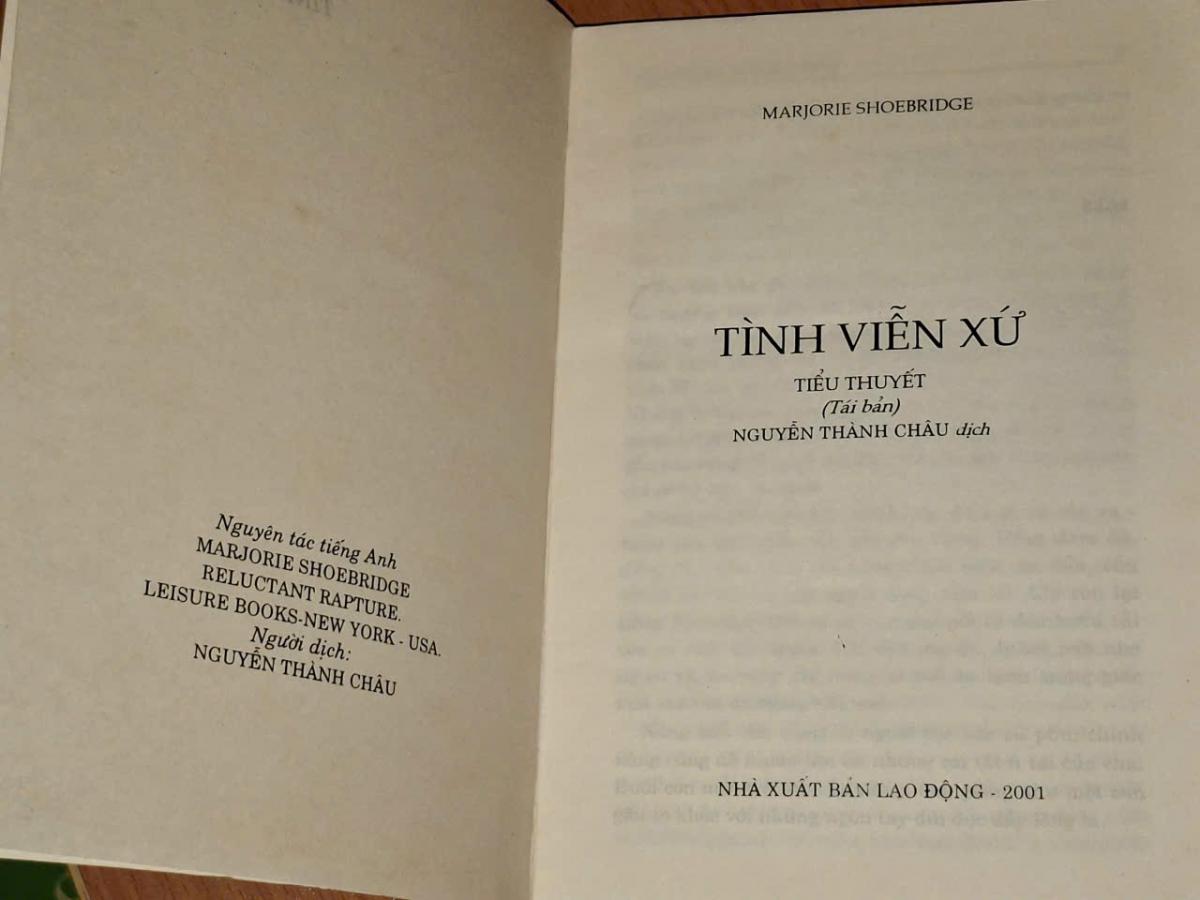 Nguyên tác tiếng Anh
MARJORIE SHOEBRIDGE
RELUCTANT RAPTURE.
LEISURE BOOKS-NEW YORK - USA.
Người dịch:
NGUYỄN THÀNH CHÂU
MARJORIE SHOEBRIDGE
TÌNH VIỄN XỨ
TIỂU THUYẾT
(Tái bản)
NGUYỄN THÀNH CHÂU dịch
NHÀ XUẤT BẢN LAO ĐỘNG - 2001